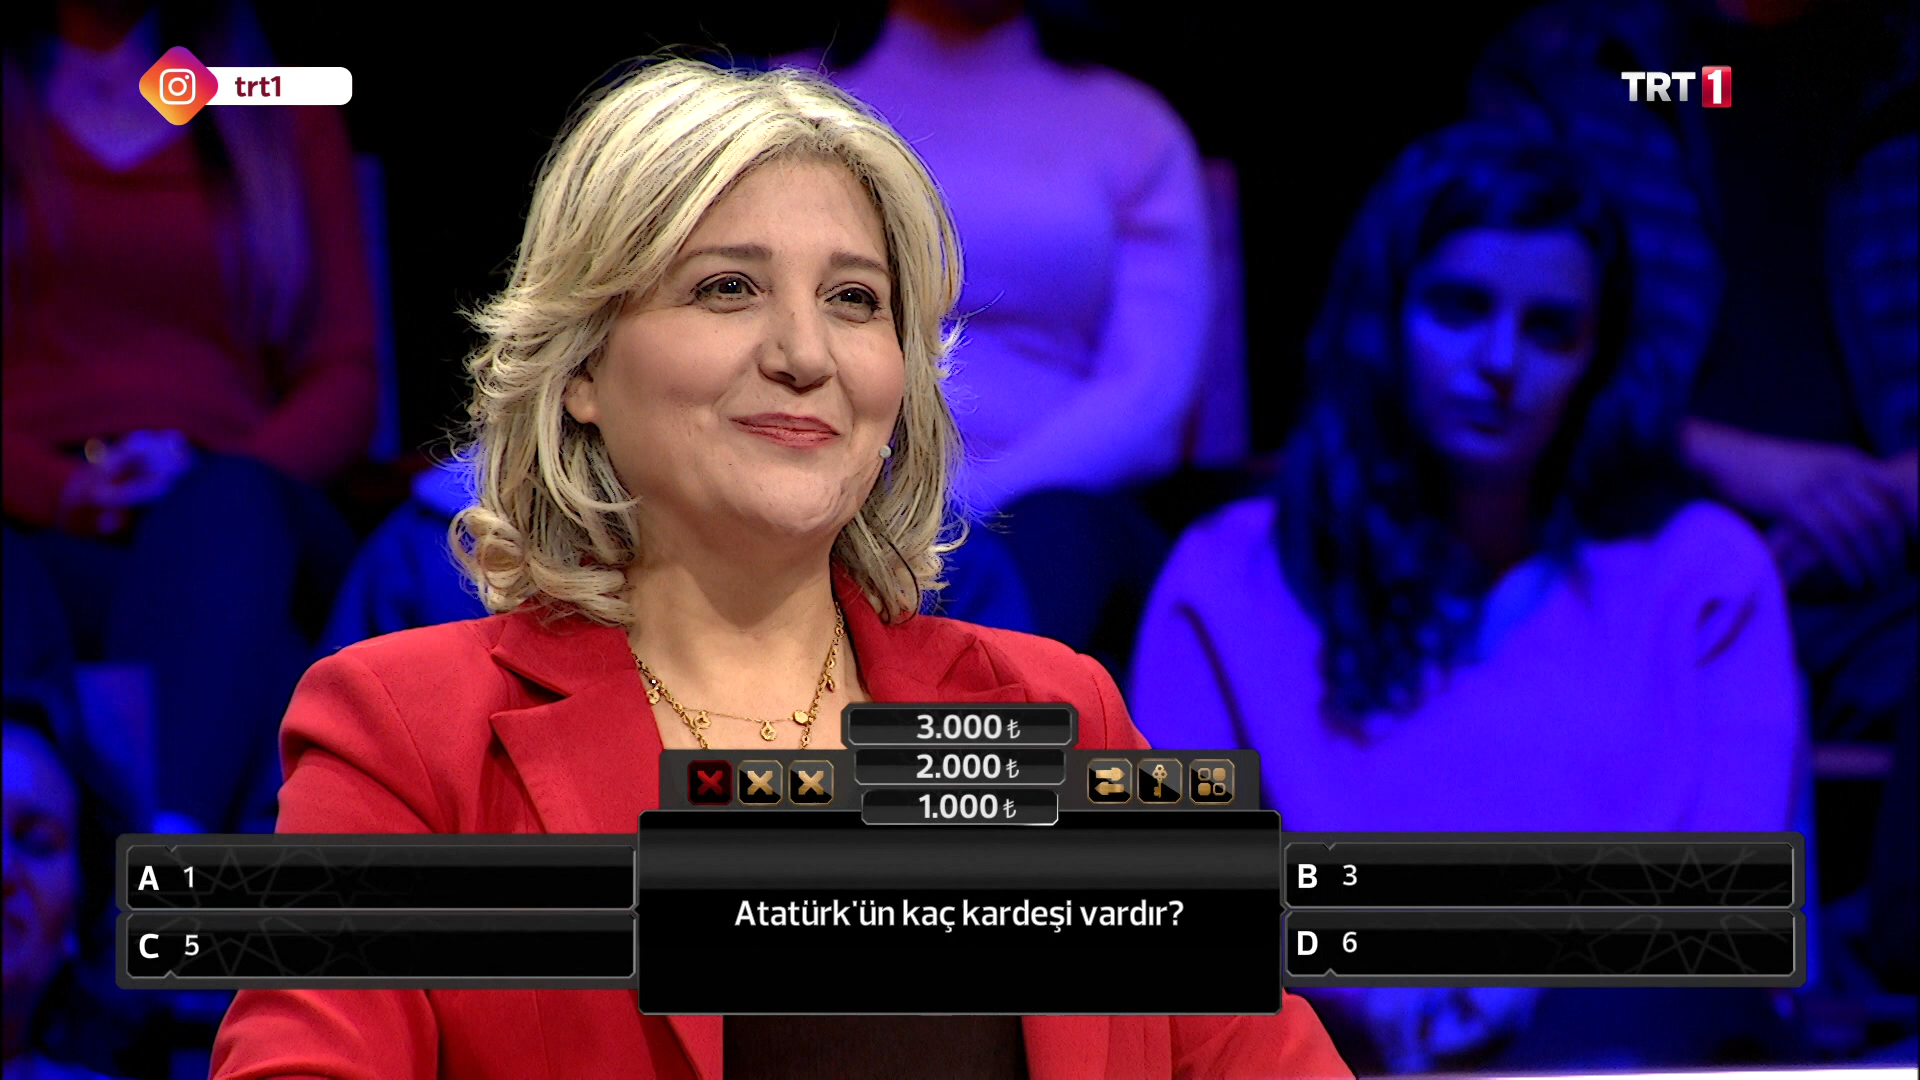 trt1
TRT 1
3.000 ₺
2.000 ₺
1.000 ₺
Atatürk'ün kaç kardeşi vardır?
A 1
B 3
C 5
D 6